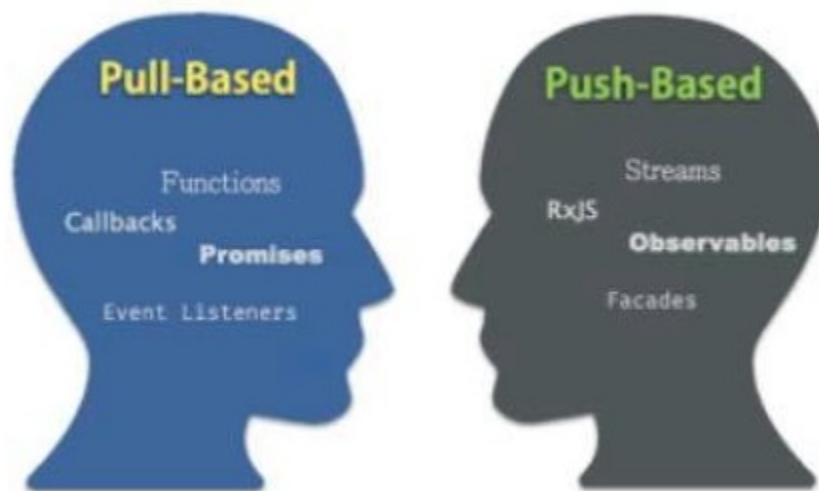 Pull-Based
Functions
Callbacks
Promises
Event Listeners
Push-Based
Streams
RxJS
Observables
Facades